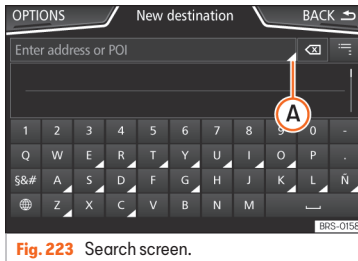 OPTIONS New destination BACK
Enter address or POI
A
1 2 3 4 5 6 7 8 9 0 -
Q W E R T Y U I O P .
§&# A S D F G H J K L Ñ
Z X C V B N M
BRS-0158
Fig. 223 Search screen.